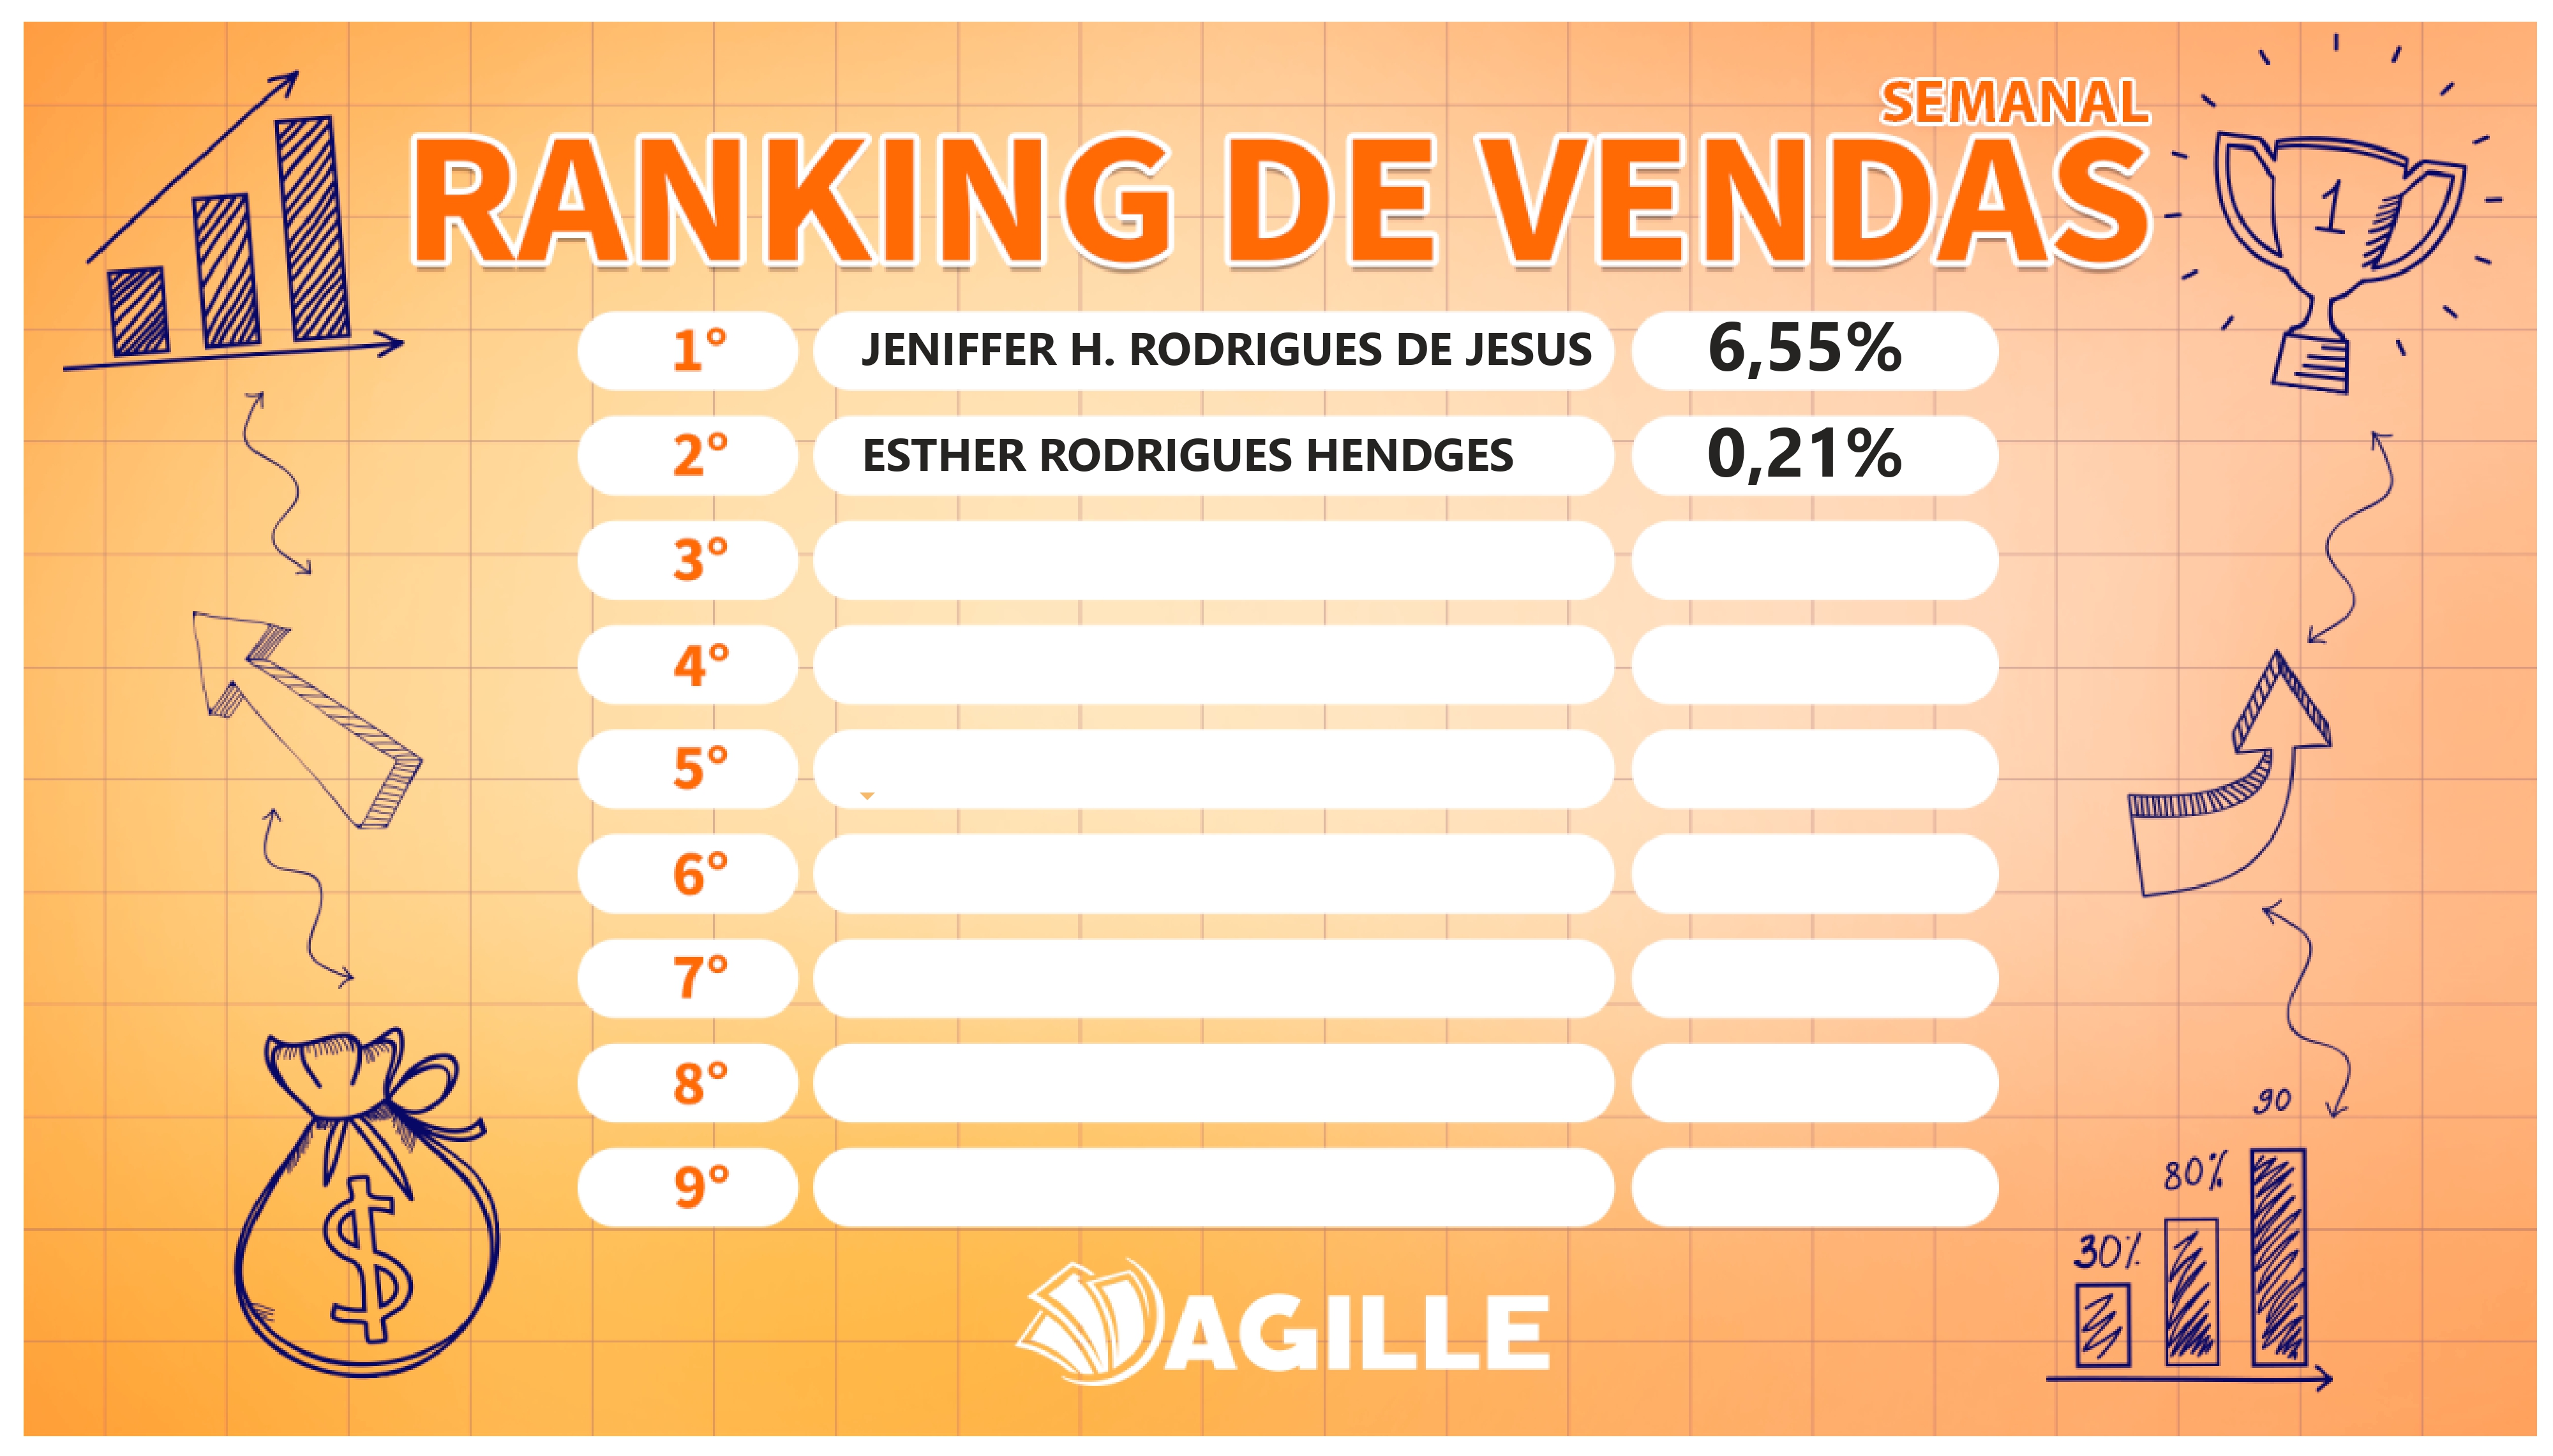 SEMANAL
RANKING DE VENDAS
1
1° JENIFFER H. RODRIGUES DE JESUS 6,55%
2° ESTHER RODRIGUES HENDGES 0,21%
3°
4°
5°
6°
7°
8°
9°
$
90
80%
30%
AGILLE